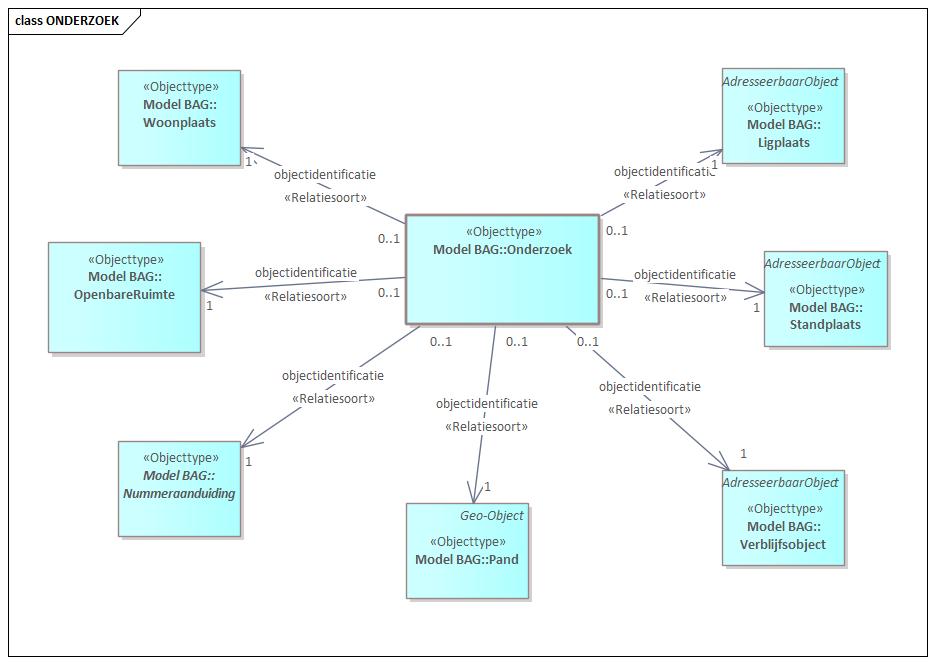 class ONDERZOEK
«Objecttype»
Model BAG::
Woonplaats
AdresseerbaarObject
«Objecttype»
Model BAG::
Ligplaats
1
objectidentificatie
«Relatiesoort»
0..1
1
objectidentificatie
«Relatiesoort»
0..1
«Objecttype»
Model BAG::Onderzoek
«Objecttype»
Model BAG::
OpenbareRuimte
1
objectidentificatie
«Relatiesoort»
0..1
AdresseerbaarObject
«Objecttype»
Model BAG::
Standplaats
1
objectidentificatie
«Relatiesoort»
0..1
0..1
objectidentificatie
«Relatiesoort»
1
0..1
objectidentificatie
«Relatiesoort»
1
0..1
objectidentificatie
«Relatiesoort»
1
«Objecttype»
Model BAG::
Nummeraanduiding
Geo-Object
«Objecttype»
Model BAG::Pand
AdresseerbaarObject
«Objecttype»
Model BAG::
Verblijfsobject